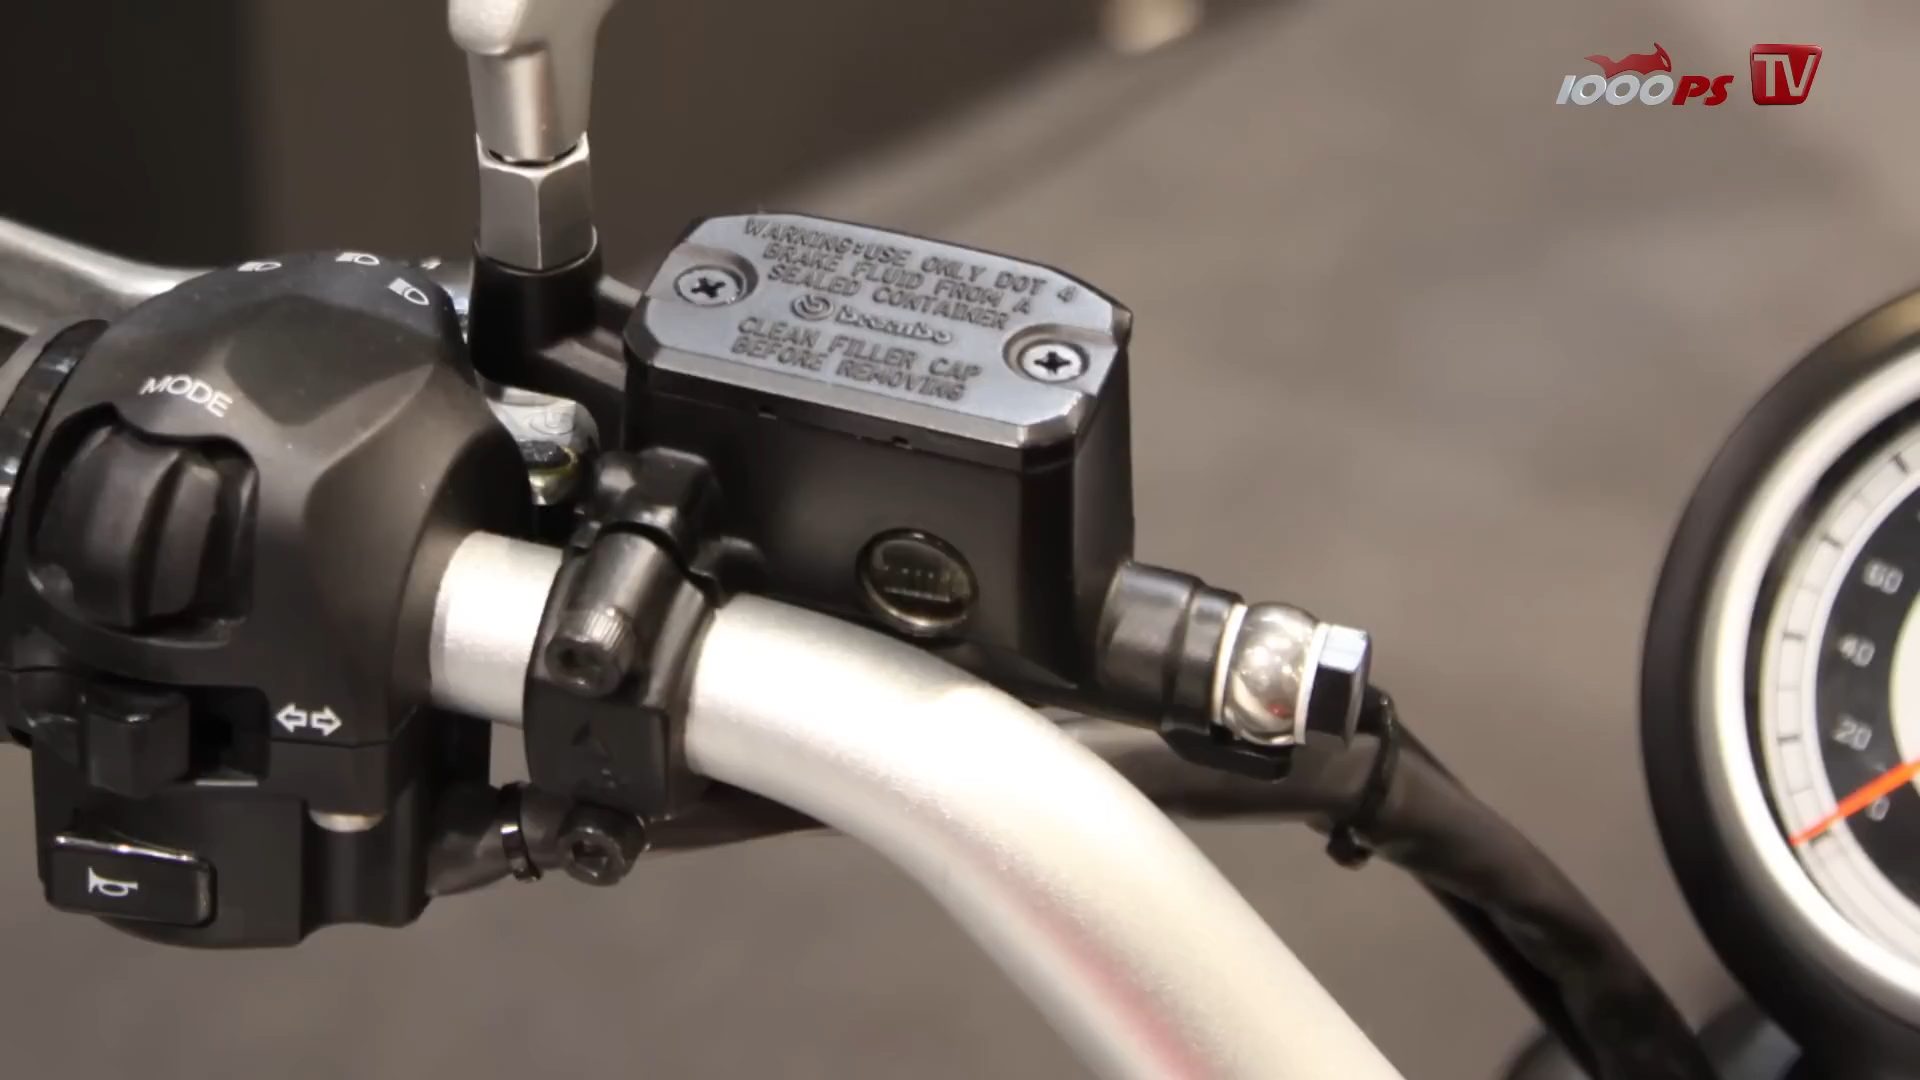 1000PS TV
WARNING:USE ONLY DOT 4
BRAKE FLUID FROM A
SEALED CONTAINER
brembo
CLEAN FILLER CAP
BEFORE REMOVING
MODE
60
40
20
0